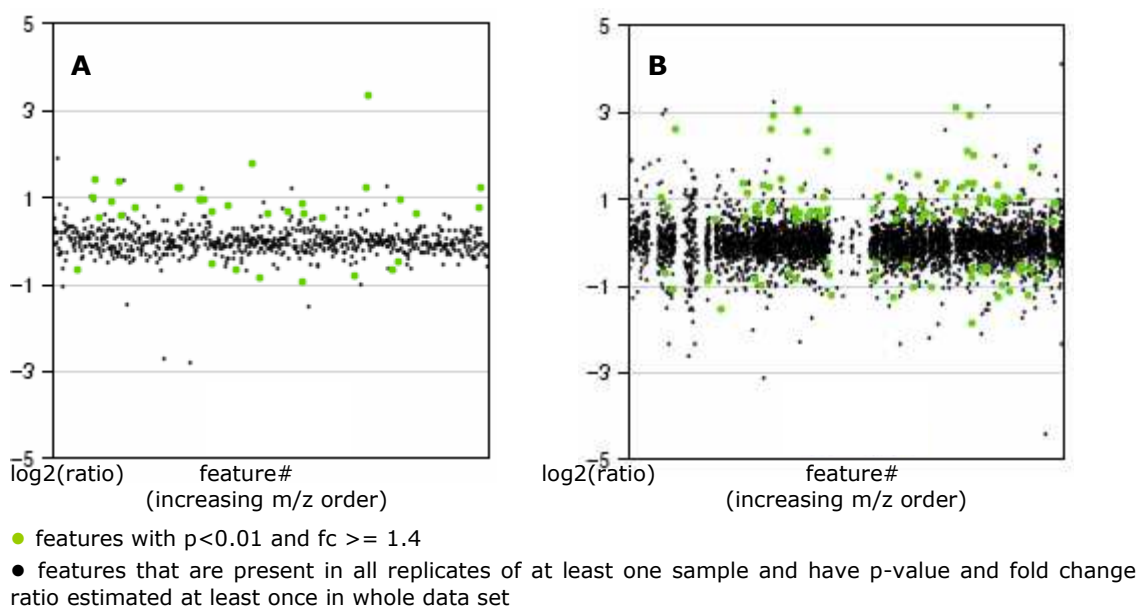 5 5
A B
3 3
1 1
−1 −1
−3 −3
−5 −5
log2(ratio) feature# log2(ratio) feature#
(increasing m/z order) (increasing m/z order)
● features with p<0.01 and fc >= 1.4
● features that are present in all replicates of at least one sample and have p-value and fold change
ratio estimated at least once in whole data set